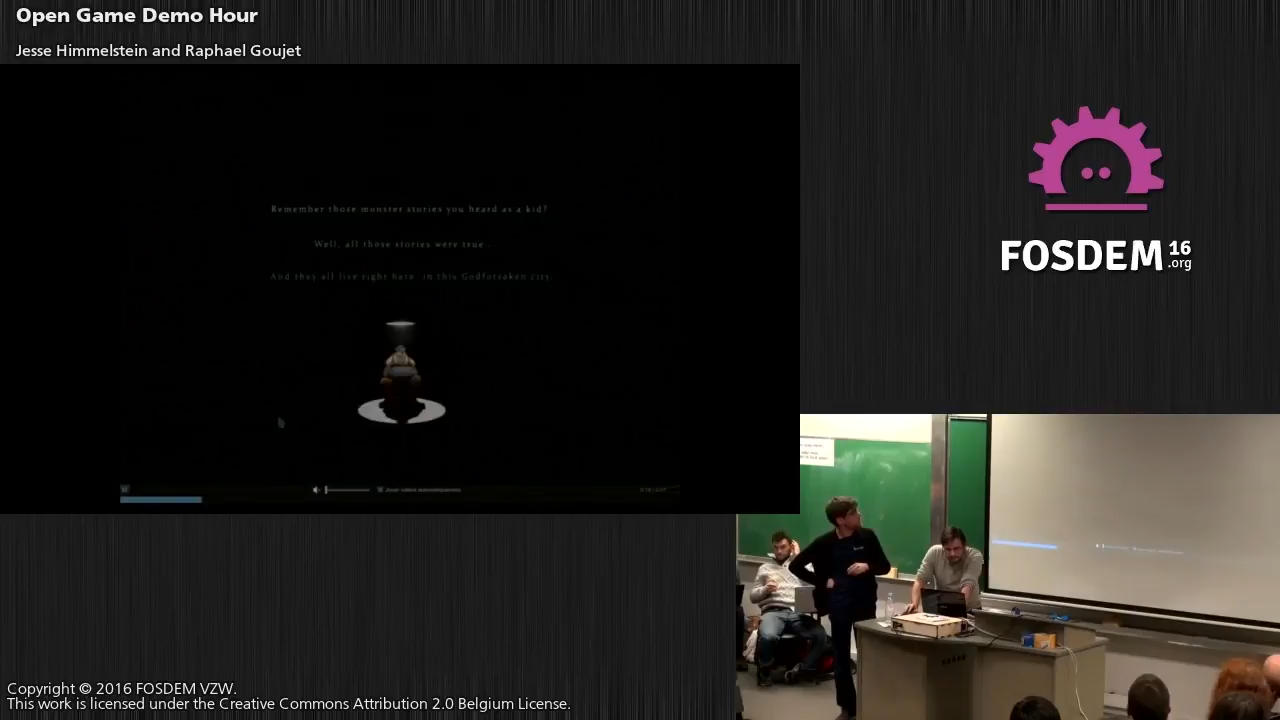 Open Game Demo Hour
Jesse Himmelstein and Raphael Goujet
Remember those monster stories you heard as a kid?
Well, all those stories were true.
And they all live right here, in this Godforsaken city.
FOSDEM 16
.org
Copyright © 2016 FOSDEM VZW.
This work is licensed under the Creative Commons Attribution 2.0 Belgium License.